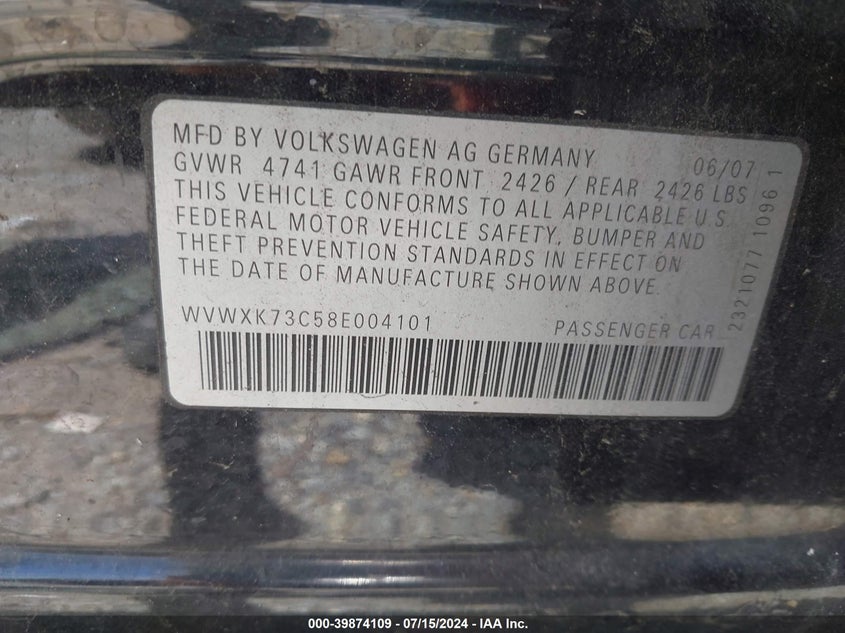 MFD BY VOLKSWAGEN AG GERMANY 06/07
GVWR 4741 GAWR FRONT 2426 / REAR 2426 LBS
THIS VEHICLE CONFORMS TO ALL APPLICABLE U.S
FEDERAL MOTOR VEHICLE SAFETY, BUMPER AND
THEFT PREVENTION STANDARDS IN EFFECT ON
THE DATE OF MANUFACTURE SHOWN ABOVE.
WVWXK73C58E004101 PASSENGER CAR
2321077 1096 1
000-39874109 - 07/15/2024 - IAA Inc.